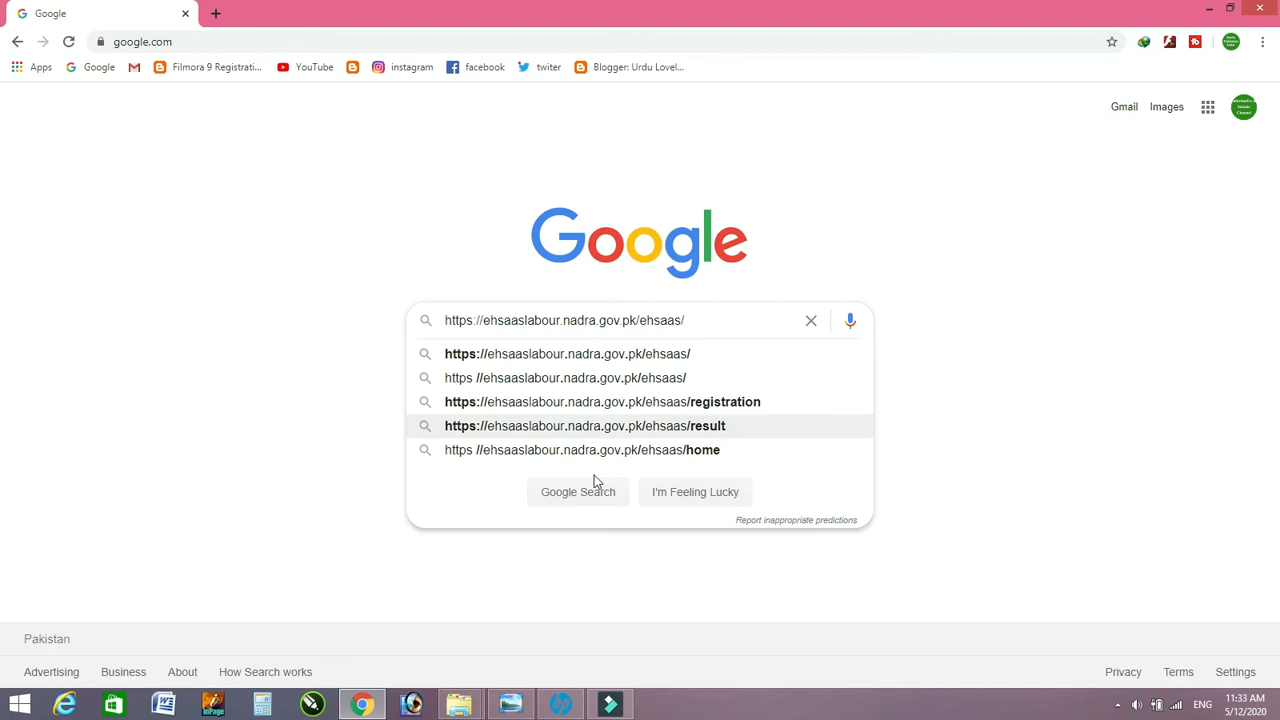 Google
google.com
Apps
Google
Filmora 9 Registrati...
YouTube
instagram
facebook
twiter
Blogger: Urdu Lovel...
Gmail
Images
Google
https://ehsaaslabour.nadra.gov.pk/ehsaas/
https://ehsaaslabour.nadra.gov.pk/ehsaas/
https //ehsaaslabour.nadra.gov.pk/ehsaas/
https://ehsaaslabour.nadra.gov.pk/ehsaas/registration
https://ehsaaslabour.nadra.gov.pk/ehsaas/result
https //ehsaaslabour.nadra.gov.pk/ehsaas/home
Google Search
I'm Feeling Lucky
Report inappropriate predictions
Pakistan
Advertising
Business
About
How Search works
Privacy
Terms
Settings
InPage
ENG
11:33 AM
5/12/2020